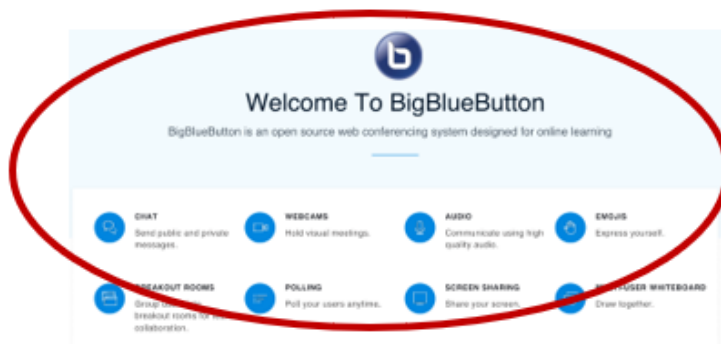 Welcome To BigBlueButton
BigBlueButton is an open source web conferencing system designed for online learning
CHAT
Send public and private
messages.
WEBCAMS
Hold visual meetings.
AUDIO
Communicate using high
quality audio.
EMOJIS
Express yourself.
BREAKOUT ROOMS
Group
breakout rooms for
collaboration.
POLLING
Poll your users anytime.
SCREEN SHARING
Share your screen.
MULTI-USER WHITEBOARD
Draw together.